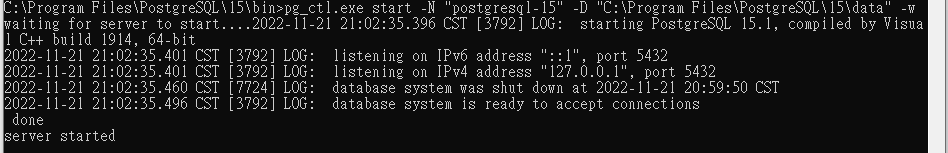 C:\Program Files\PostgreSQL\15\bin>pg_ctl.exe start -N "postgresql-15" -D "C:\Program Files\PostgreSQL\15\data" -w
waiting for server to start....2022-11-21 21:02:35.396 CST [3792] LOG:  starting PostgreSQL 15.1, compiled by Visua
l C++ build 1914, 64-bit
2022-11-21 21:02:35.401 CST [3792] LOG:  listening on IPv6 address "::1", port 5432
2022-11-21 21:02:35.401 CST [3792] LOG:  listening on IPv4 address "127.0.0.1", port 5432
2022-11-21 21:02:35.460 CST [7724] LOG:  database system was shut down at 2022-11-21 20:59:50 CST
2022-11-21 21:02:35.496 CST [3792] LOG:  database system is ready to accept connections
 done
server started